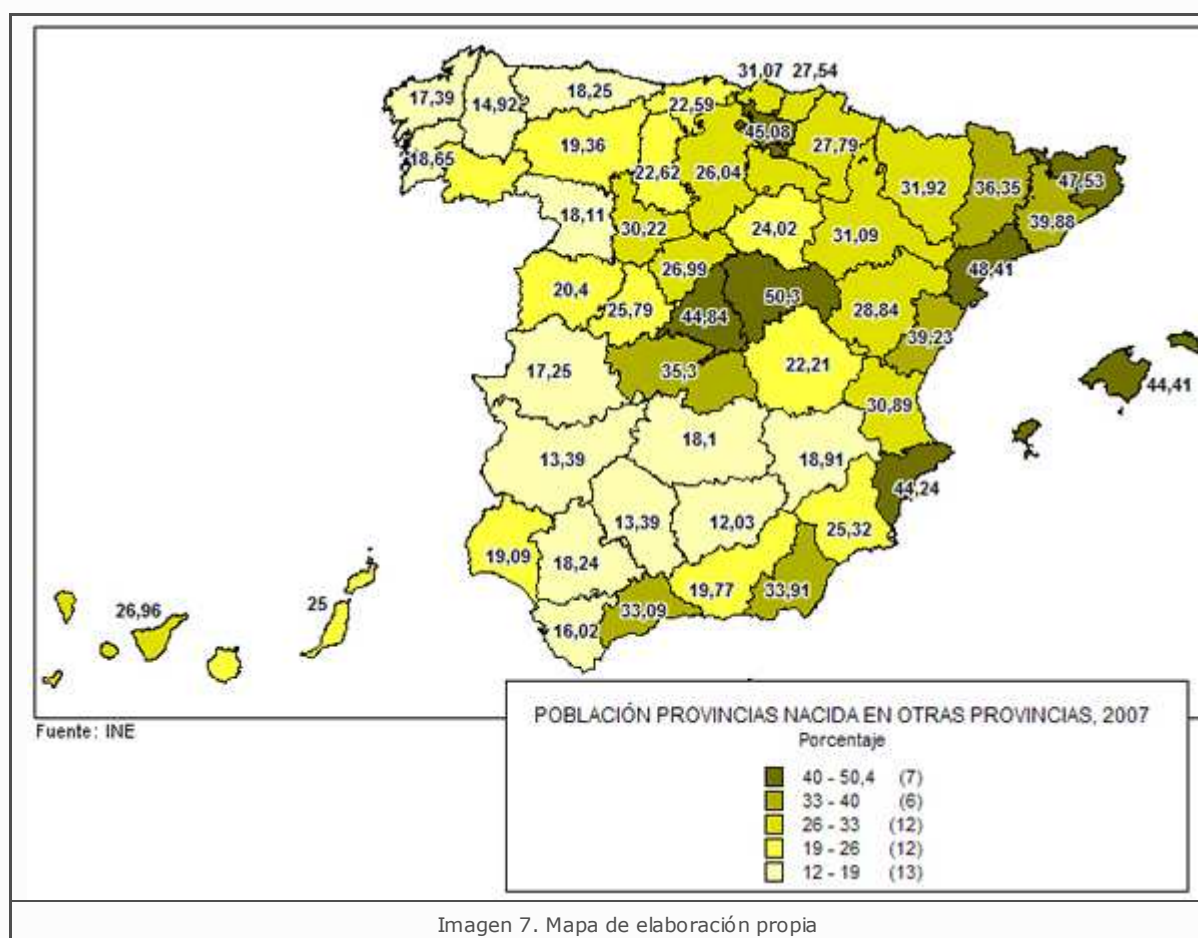 31,07 27,54
17,39 14,92 18,25 22,59 45,08
18,65 19,36 22,62 26,04 27,79 31,92 36,35 47,53
39,88
18,11 30,22 24,02 31,09 48,41
26,99
20,4 25,79 44,84 50,3 28,84 39,23
17,25 35,3 22,21 44,41
30,89
13,39 18,1 18,91 44,24
13,39 12,03 25,32
19,09 18,24 19,77 33,91
26,96 25 33,09
16,02
Fuente: INE
POBLACIÓN PROVINCIAS NACIDA EN OTRAS PROVINCIAS, 2007
Porcentaje
40 - 50,4 (7)
33 - 40 (6)
26 - 33 (12)
19 - 26 (12)
12 - 19 (13)
Imagen 7. Mapa de elaboración propia